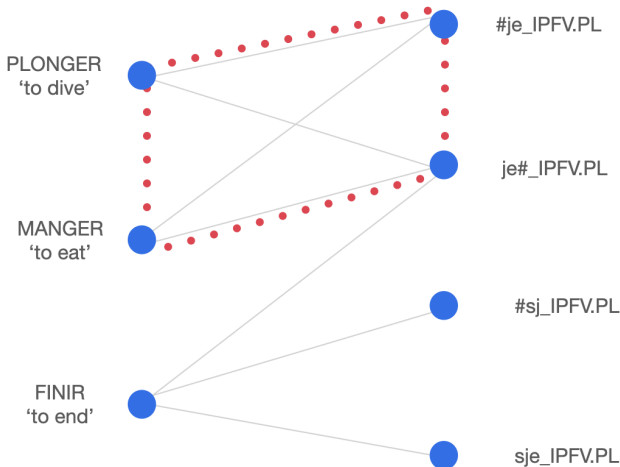 #je_IPFV.PL
PLONGER
‘to dive’
je#_IPFV.PL
MANGER
‘to eat’
#sj_IPFV.PL
FINIR
‘to end’
sje_IPFV.PL